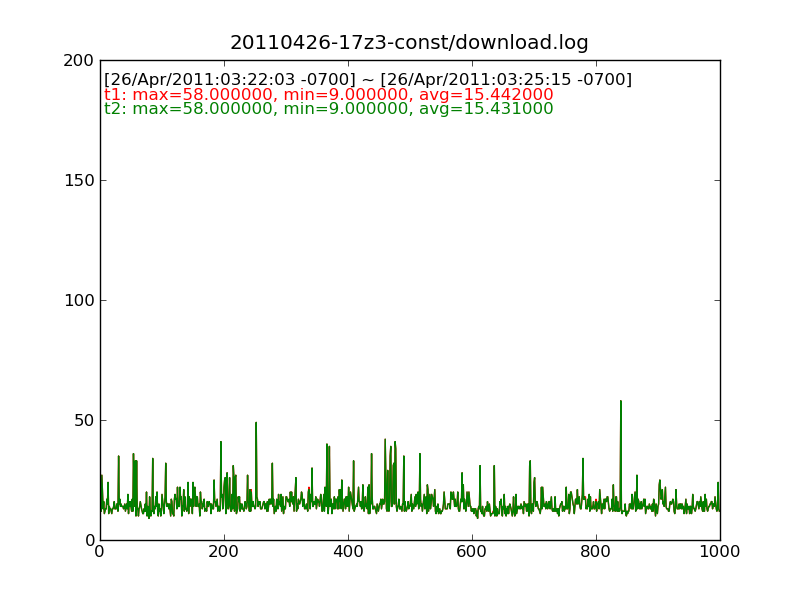 20110426-17z3-const/download.log
[26/Apr/2011:03:22:03 -0700] ~ [26/Apr/2011:03:25:15 -0700]
t1: max=58.000000, min=9.000000, avg=15.442000
t2: max=58.000000, min=9.000000, avg=15.431000
200
150
100
50
0
0 200 400 600 800 1000